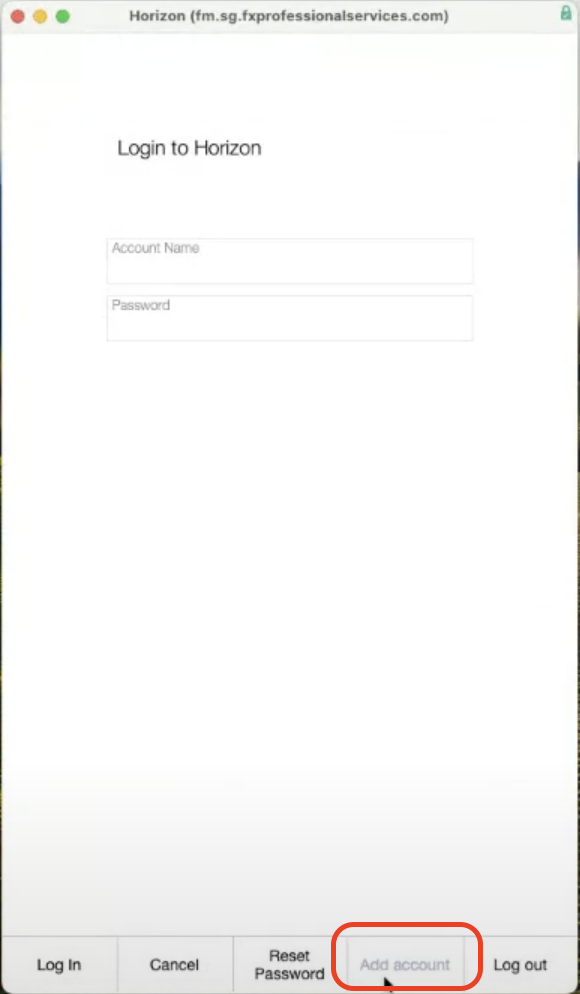 Horizon (fm.sg.fxprofessionalservices.com)
Login to Horizon
Account Name
Password
Log In
Cancel
Reset
Password
Add account
Log out